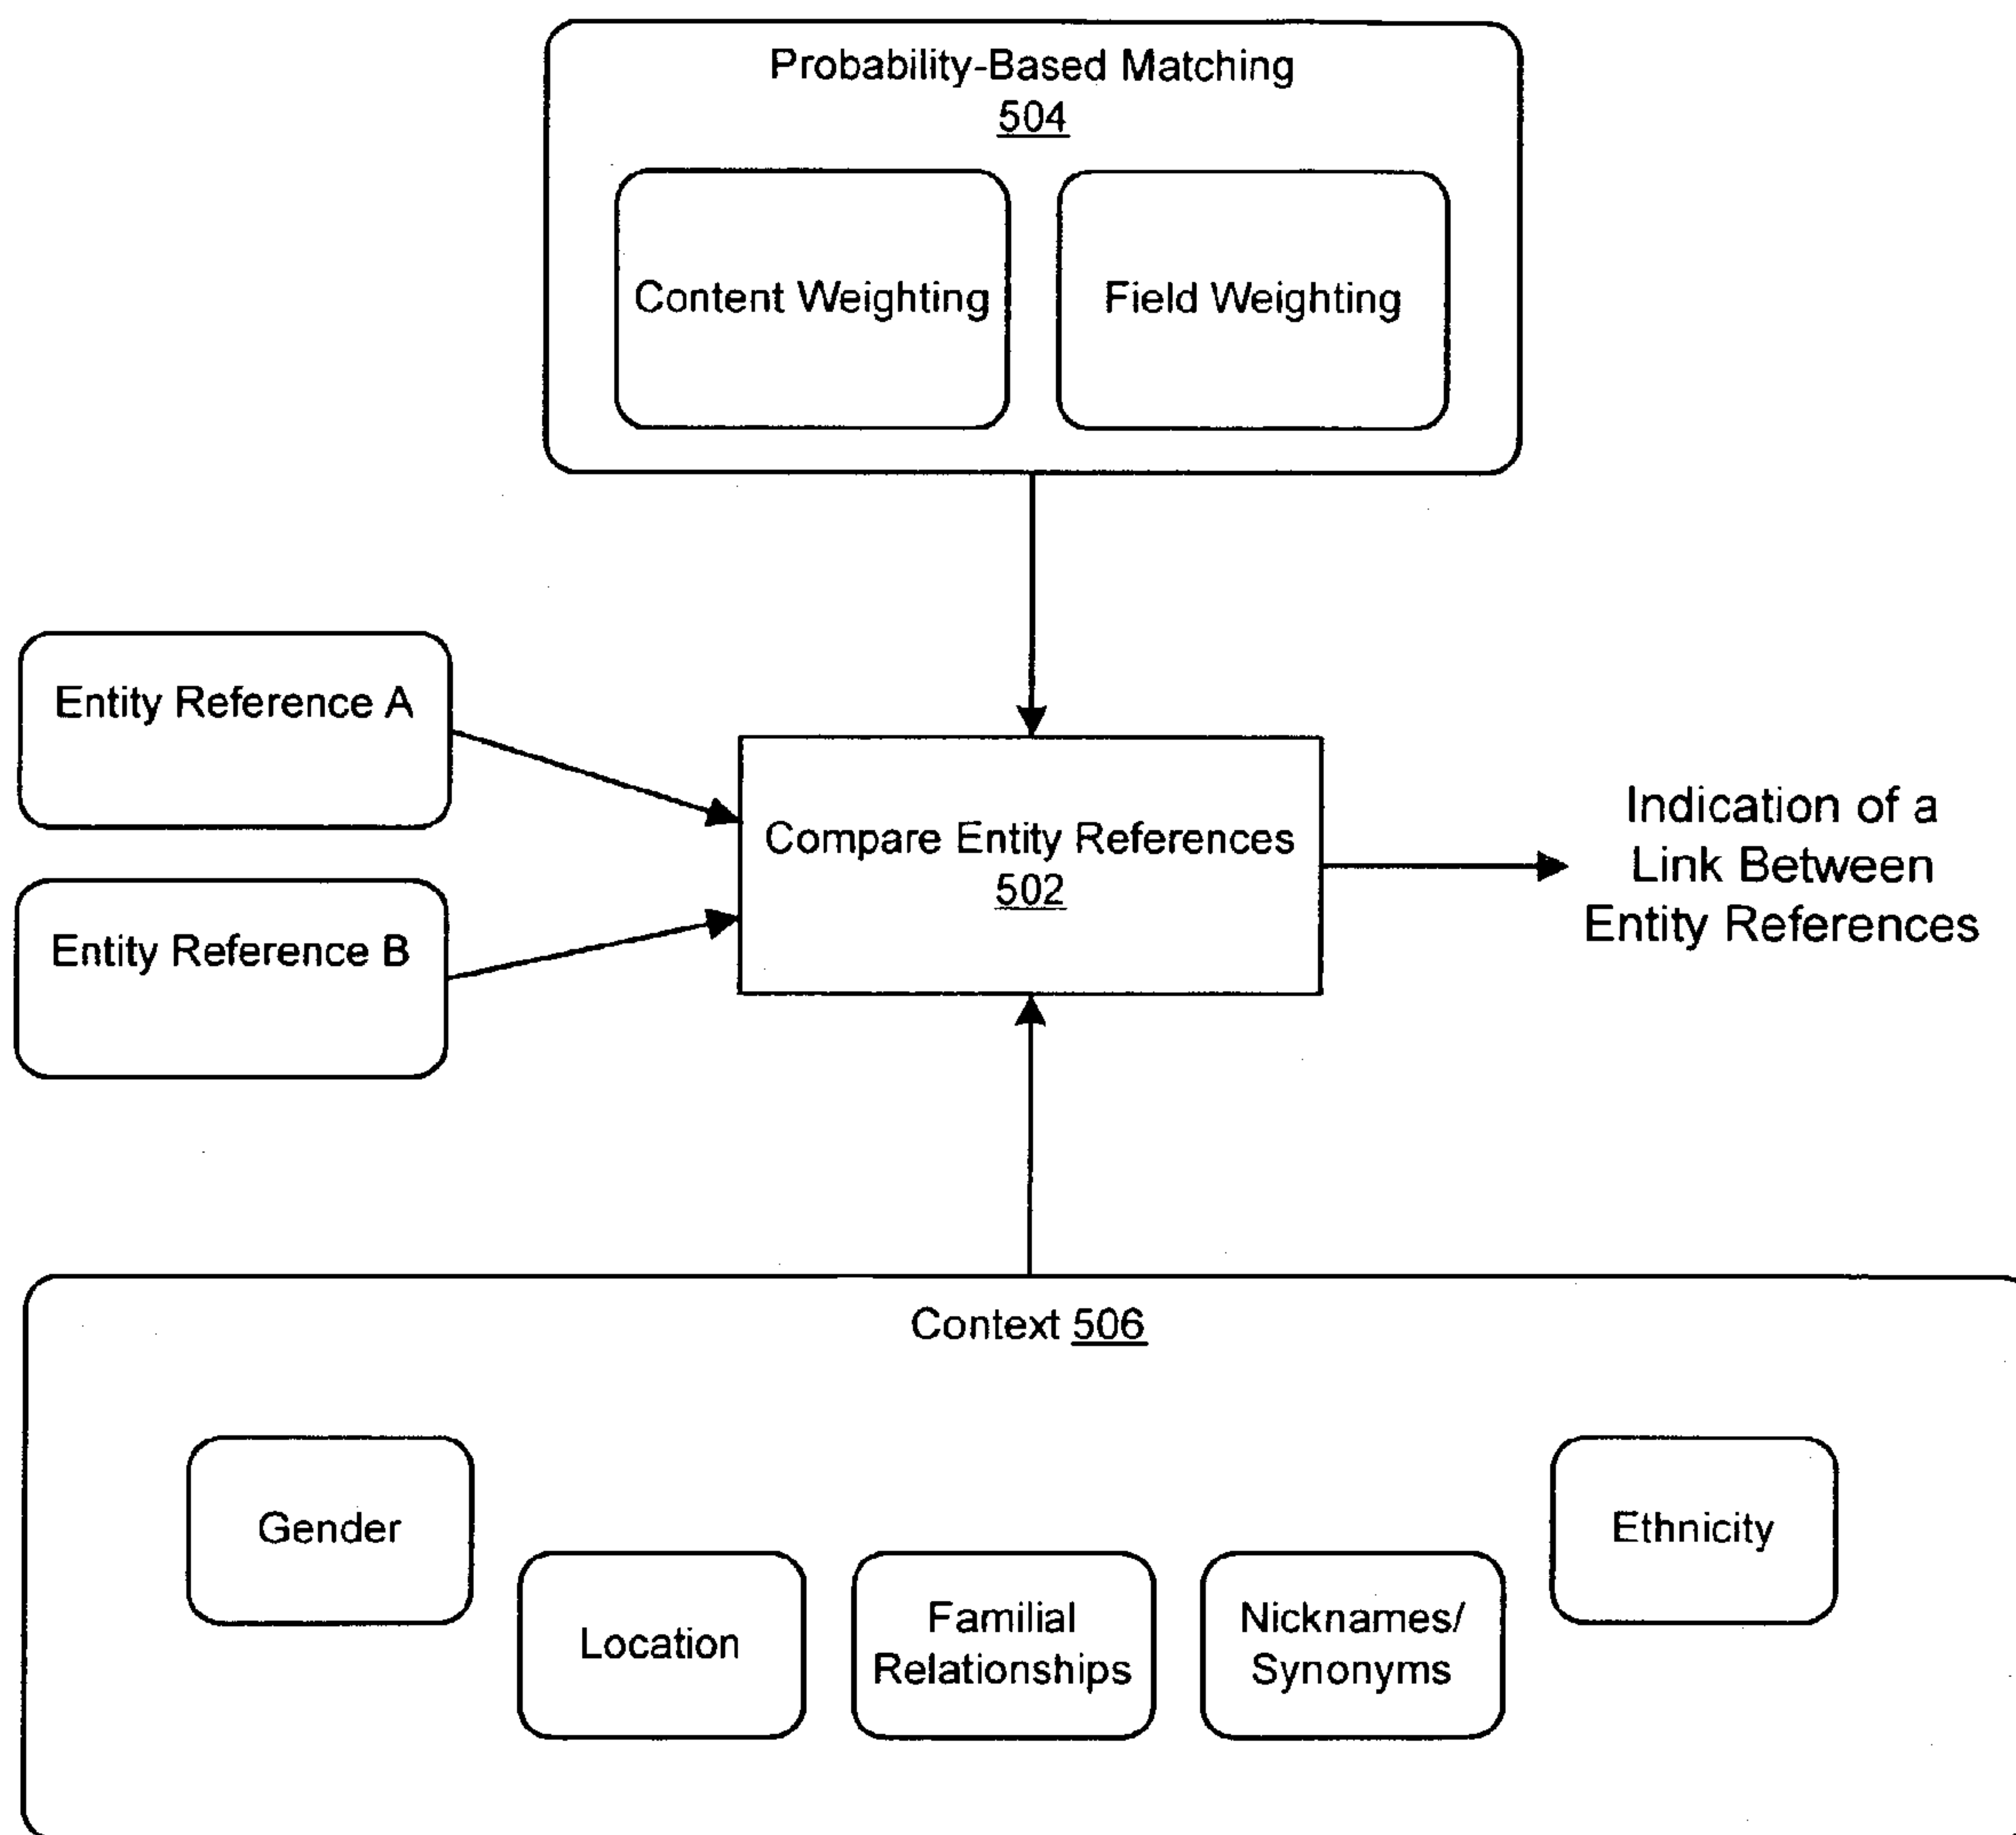 Probability-Based Matching
504
Content Weighting
Field Weighting
Entity Reference A
Entity Reference B
Compare Entity References
502
Indication of a
Link Between
Entity References
Context 506
Gender
Location
Familial
Relationships
Nicknames/
Synonyms
Ethnicity